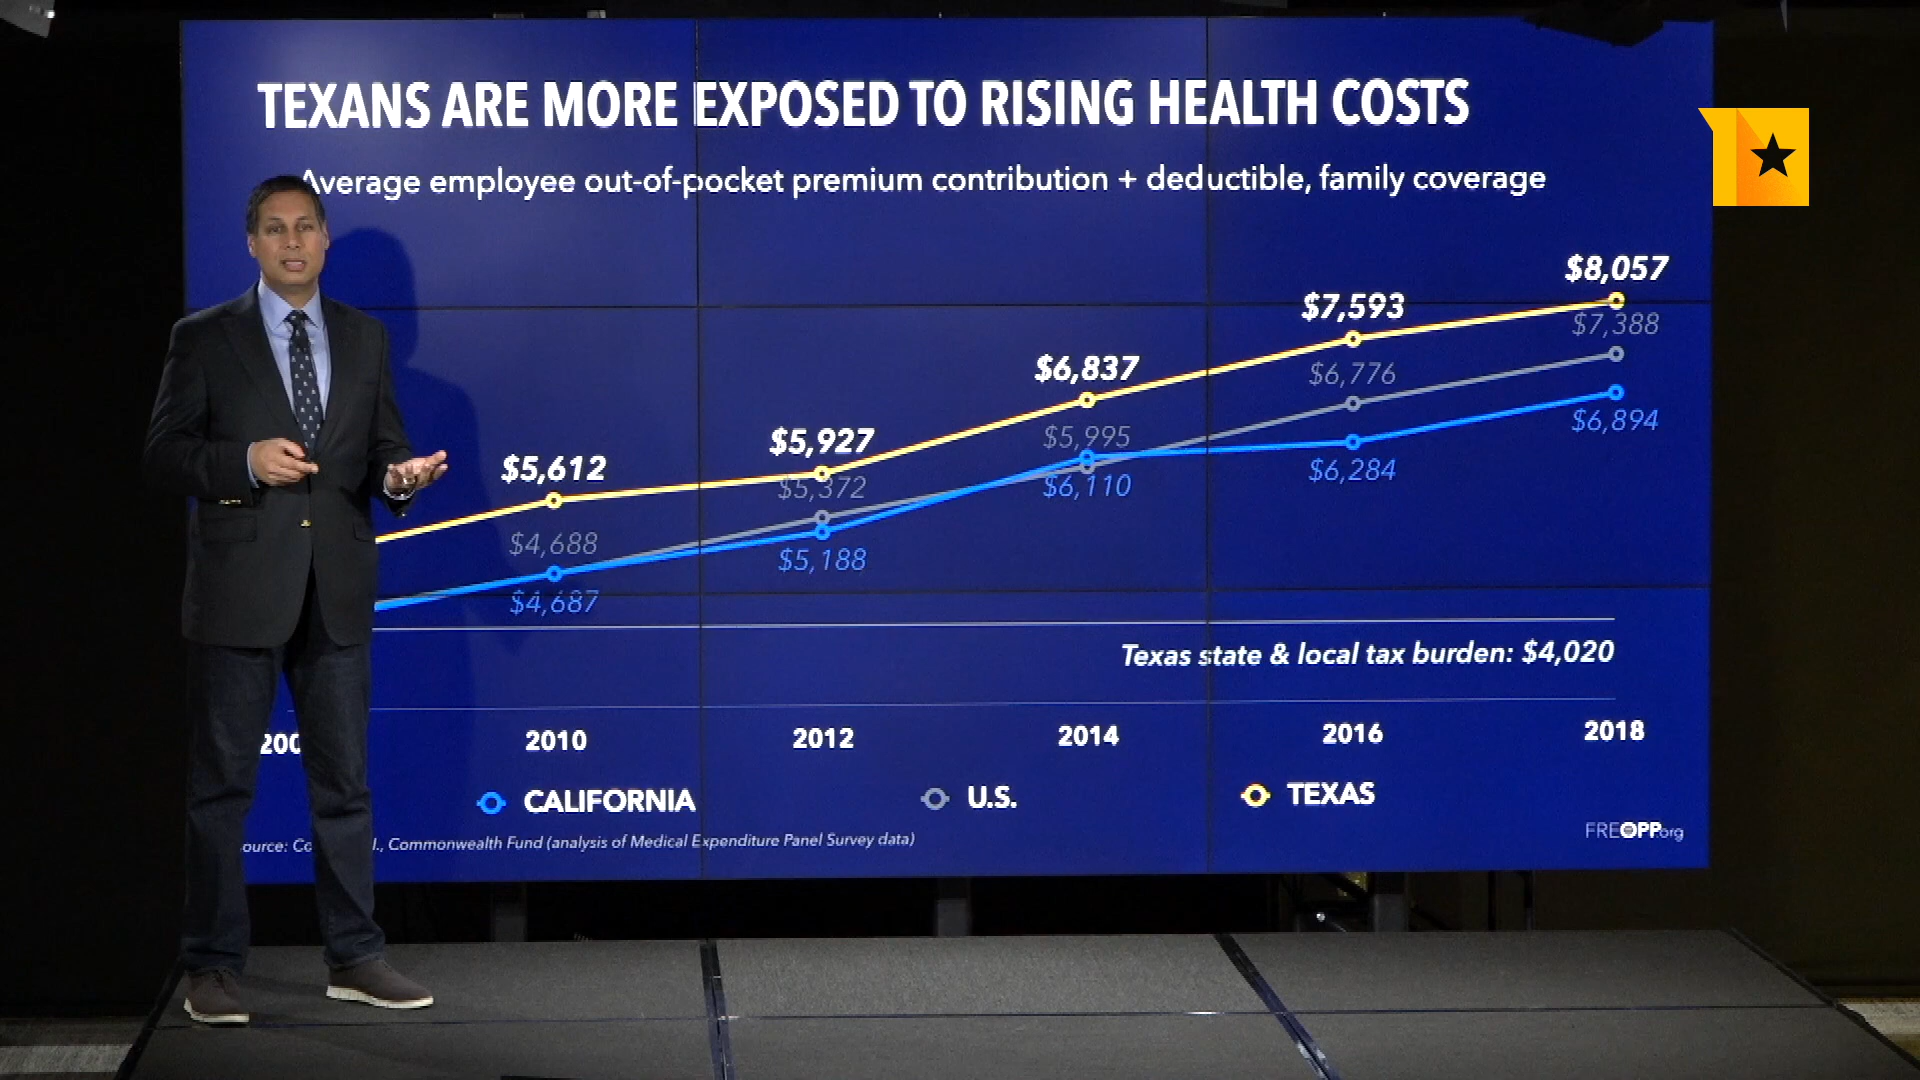 TEXANS ARE MORE EXPOSED TO RISING HEALTH COSTS
Average employee out-of-pocket premium contribution + deductible, family coverage
$8,057
$7,593
$7,388
$6,837
$6,776
$6,894
$5,927
$5,995
$5,612
$6,284
$5,372
$6,110
$4,688
$5,188
$4,687
Texas state & local tax burden: $4,020
2010 2012 2014 2016 2018
CALIFORNIA U.S. TEXAS
FREOPP.org
Commonwealth Fund (analysis of Medical Expenditure Panel Survey data)